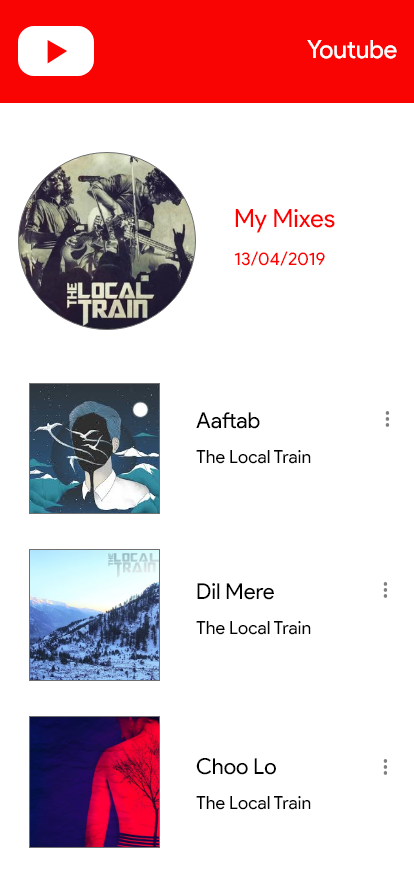 Youtube
THE LOCAL TRAIN
My Mixes
13/04/2019
Aaftab
The Local Train
THE LOCAL TRAIN
Dil Mere
The Local Train
Choo Lo
The Local Train